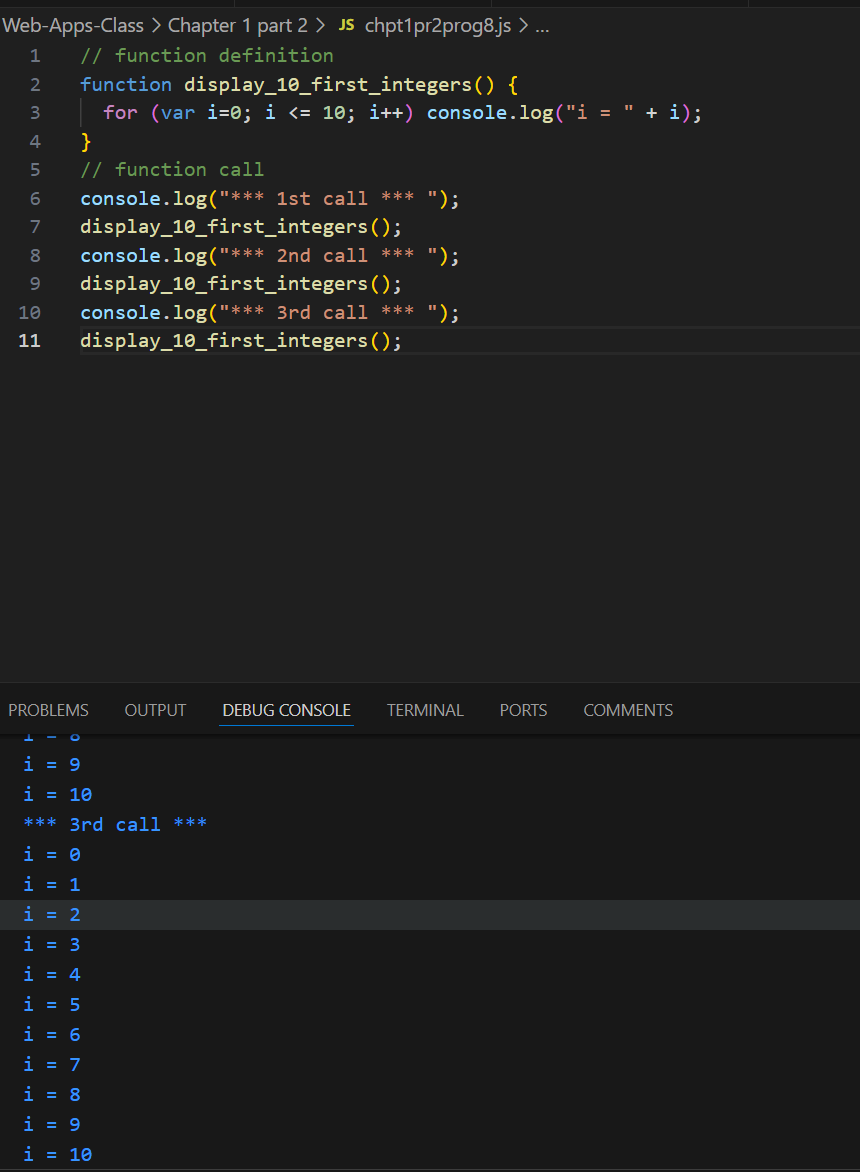 Web-Apps-Class > Chapter 1 part 2 > JS chpt1pr2prog8.js > ...
1 // function definition
2 function display_10_first_integers() {
3 for (var i=0; i <= 10; i++) console.log("i = " + i);
4 }
5 // function call
6 console.log("*** 1st call *** ");
7 display_10_first_integers();
8 console.log("*** 2nd call *** ");
9 display_10_first_integers();
10 console.log("*** 3rd call *** ");
11 display_10_first_integers();
PROBLEMS OUTPUT DEBUG CONSOLE TERMINAL PORTS COMMENTS
i = 8
i = 9
i = 10
*** 3rd call ***
i = 0
i = 1
i = 2
i = 3
i = 4
i = 5
i = 6
i = 7
i = 8
i = 9
i = 10